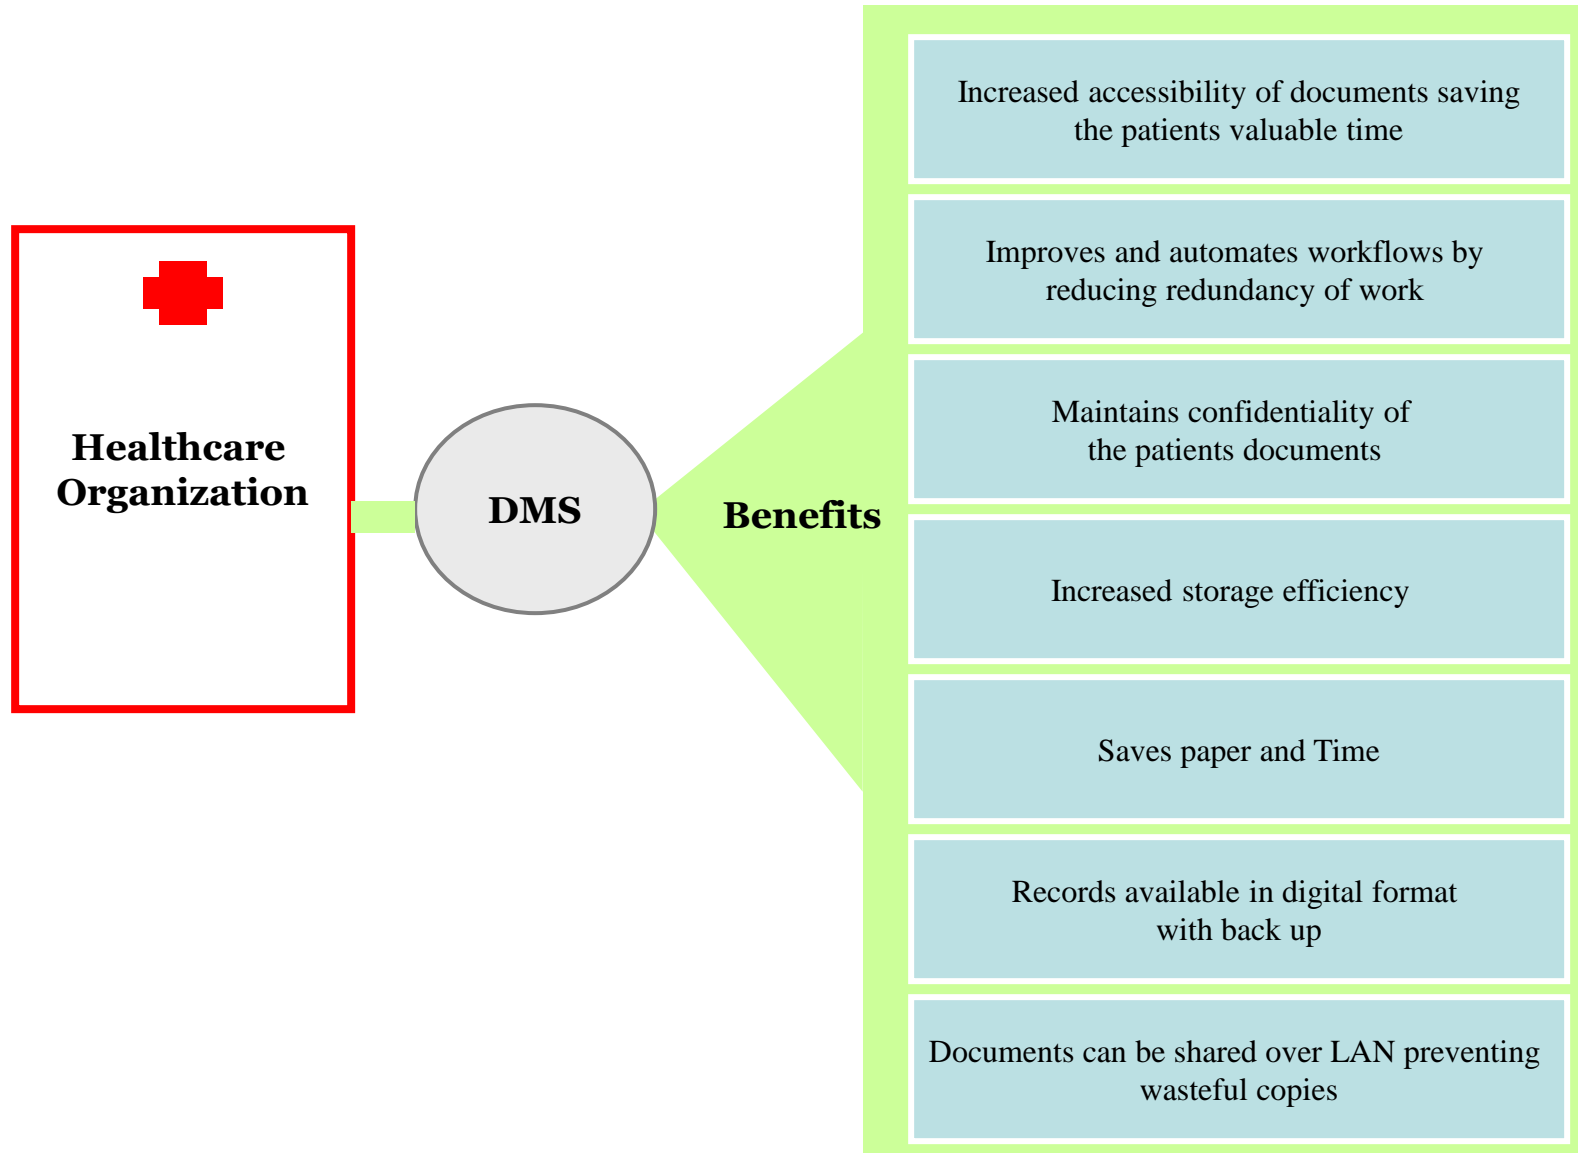 Healthcare
Organization
DMS
Benefits
Increased accessibility of documents saving
the patients valuable time
Improves and automates workflows by
reducing redundancy of work
Maintains confidentiality of
the patients documents
Increased storage efficiency
Saves paper and Time
Records available in digital format
with back up
Documents can be shared over LAN preventing
wasteful copies